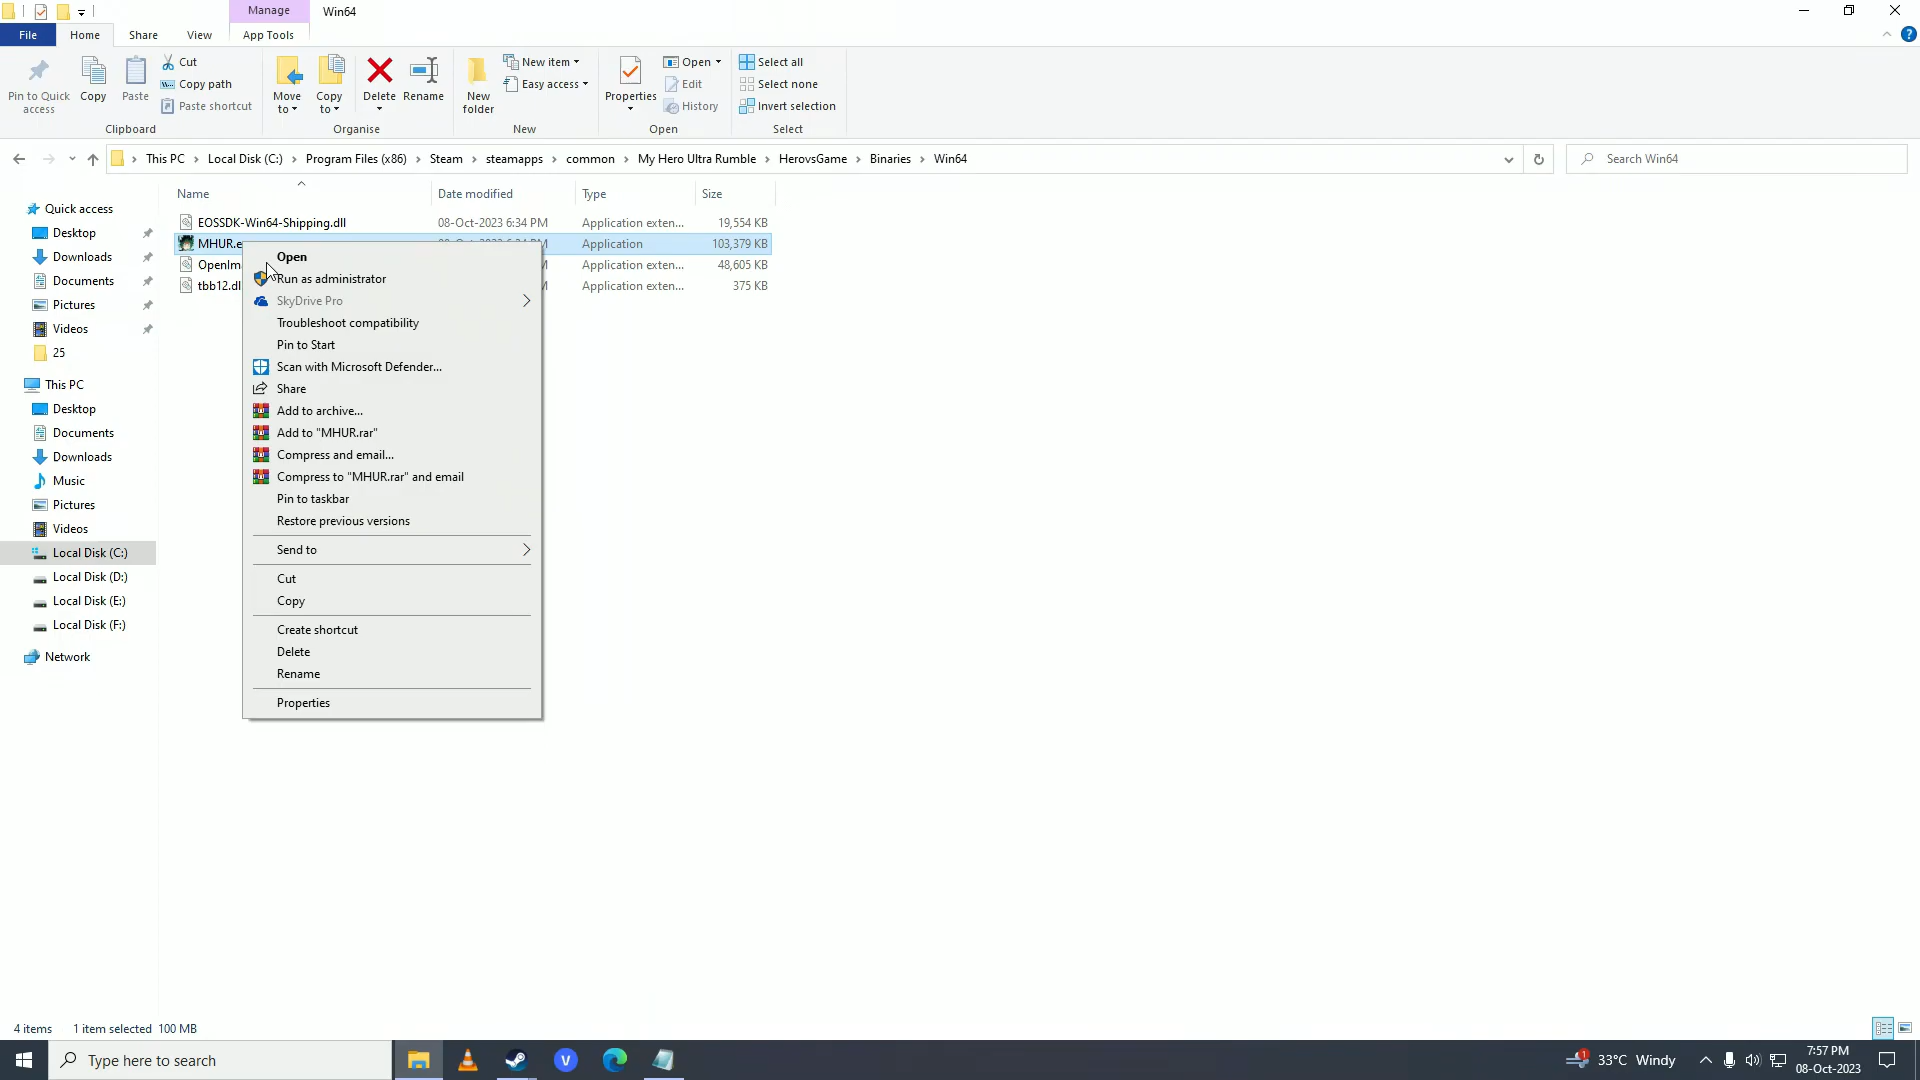 Manage
Win64
File
Home
Share
View
App Tools
Pin to Quick access
Copy
Paste
Cut
Copy path
Paste shortcut
Clipboard
Move to
Copy to
Delete
Rename
Organise
New folder
New item
Easy access
New
Properties
Open
Edit
History
Open
Select all
Select none
Invert selection
Select
This PC > Local Disk (C:) > Program Files (x86) > Steam > steamapps > common > My Hero Ultra Rumble > HerovsGame > Binaries > Win64
Search Win64
Name Date modified Type Size
EOSSDK-Win64-Shipping.dll 08-Oct-2023 6:34 PM Application exten... 19,554 KB
MHUR.e Application 103,379 KB
OpenIm Application exten... 48,605 KB
tbb12.dl Application exten... 375 KB
Quick access
Desktop
Downloads
Documents
Pictures
Videos
25
This PC
Desktop
Documents
Downloads
Music
Pictures
Videos
Local Disk (C:)
Local Disk (D:)
Local Disk (E:)
Local Disk (F:)
Network
Open
Run as administrator
SkyDrive Pro
Troubleshoot compatibility
Pin to Start
Scan with Microsoft Defender...
Share
Add to archive...
Add to "MHUR.rar"
Compress and email...
Compress to "MHUR.rar" and email
Pin to taskbar
Restore previous versions
Send to
Cut
Copy
Create shortcut
Delete
Rename
Properties
4 items 1 item selected 100 MB
Type here to search
V
1
33°C Windy
7:57 PM
08-Oct-2023